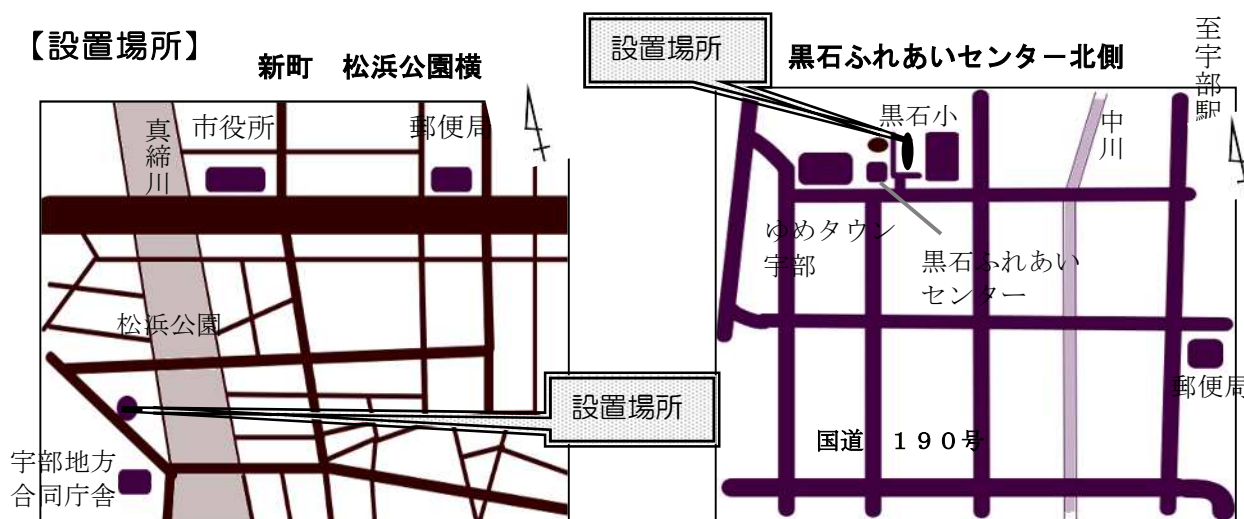 【設置場所】
新町　松浜公園横
真締川
市役所
郵便局
松浜公園
設置場所
宇部地方
合同庁舎
設置場所
黒石ふれあいセンター北側
至宇部駅
黒石小
中川
ゆめタウン
宇部
黒石ふれあい
センター
郵便局
国道　１９０号